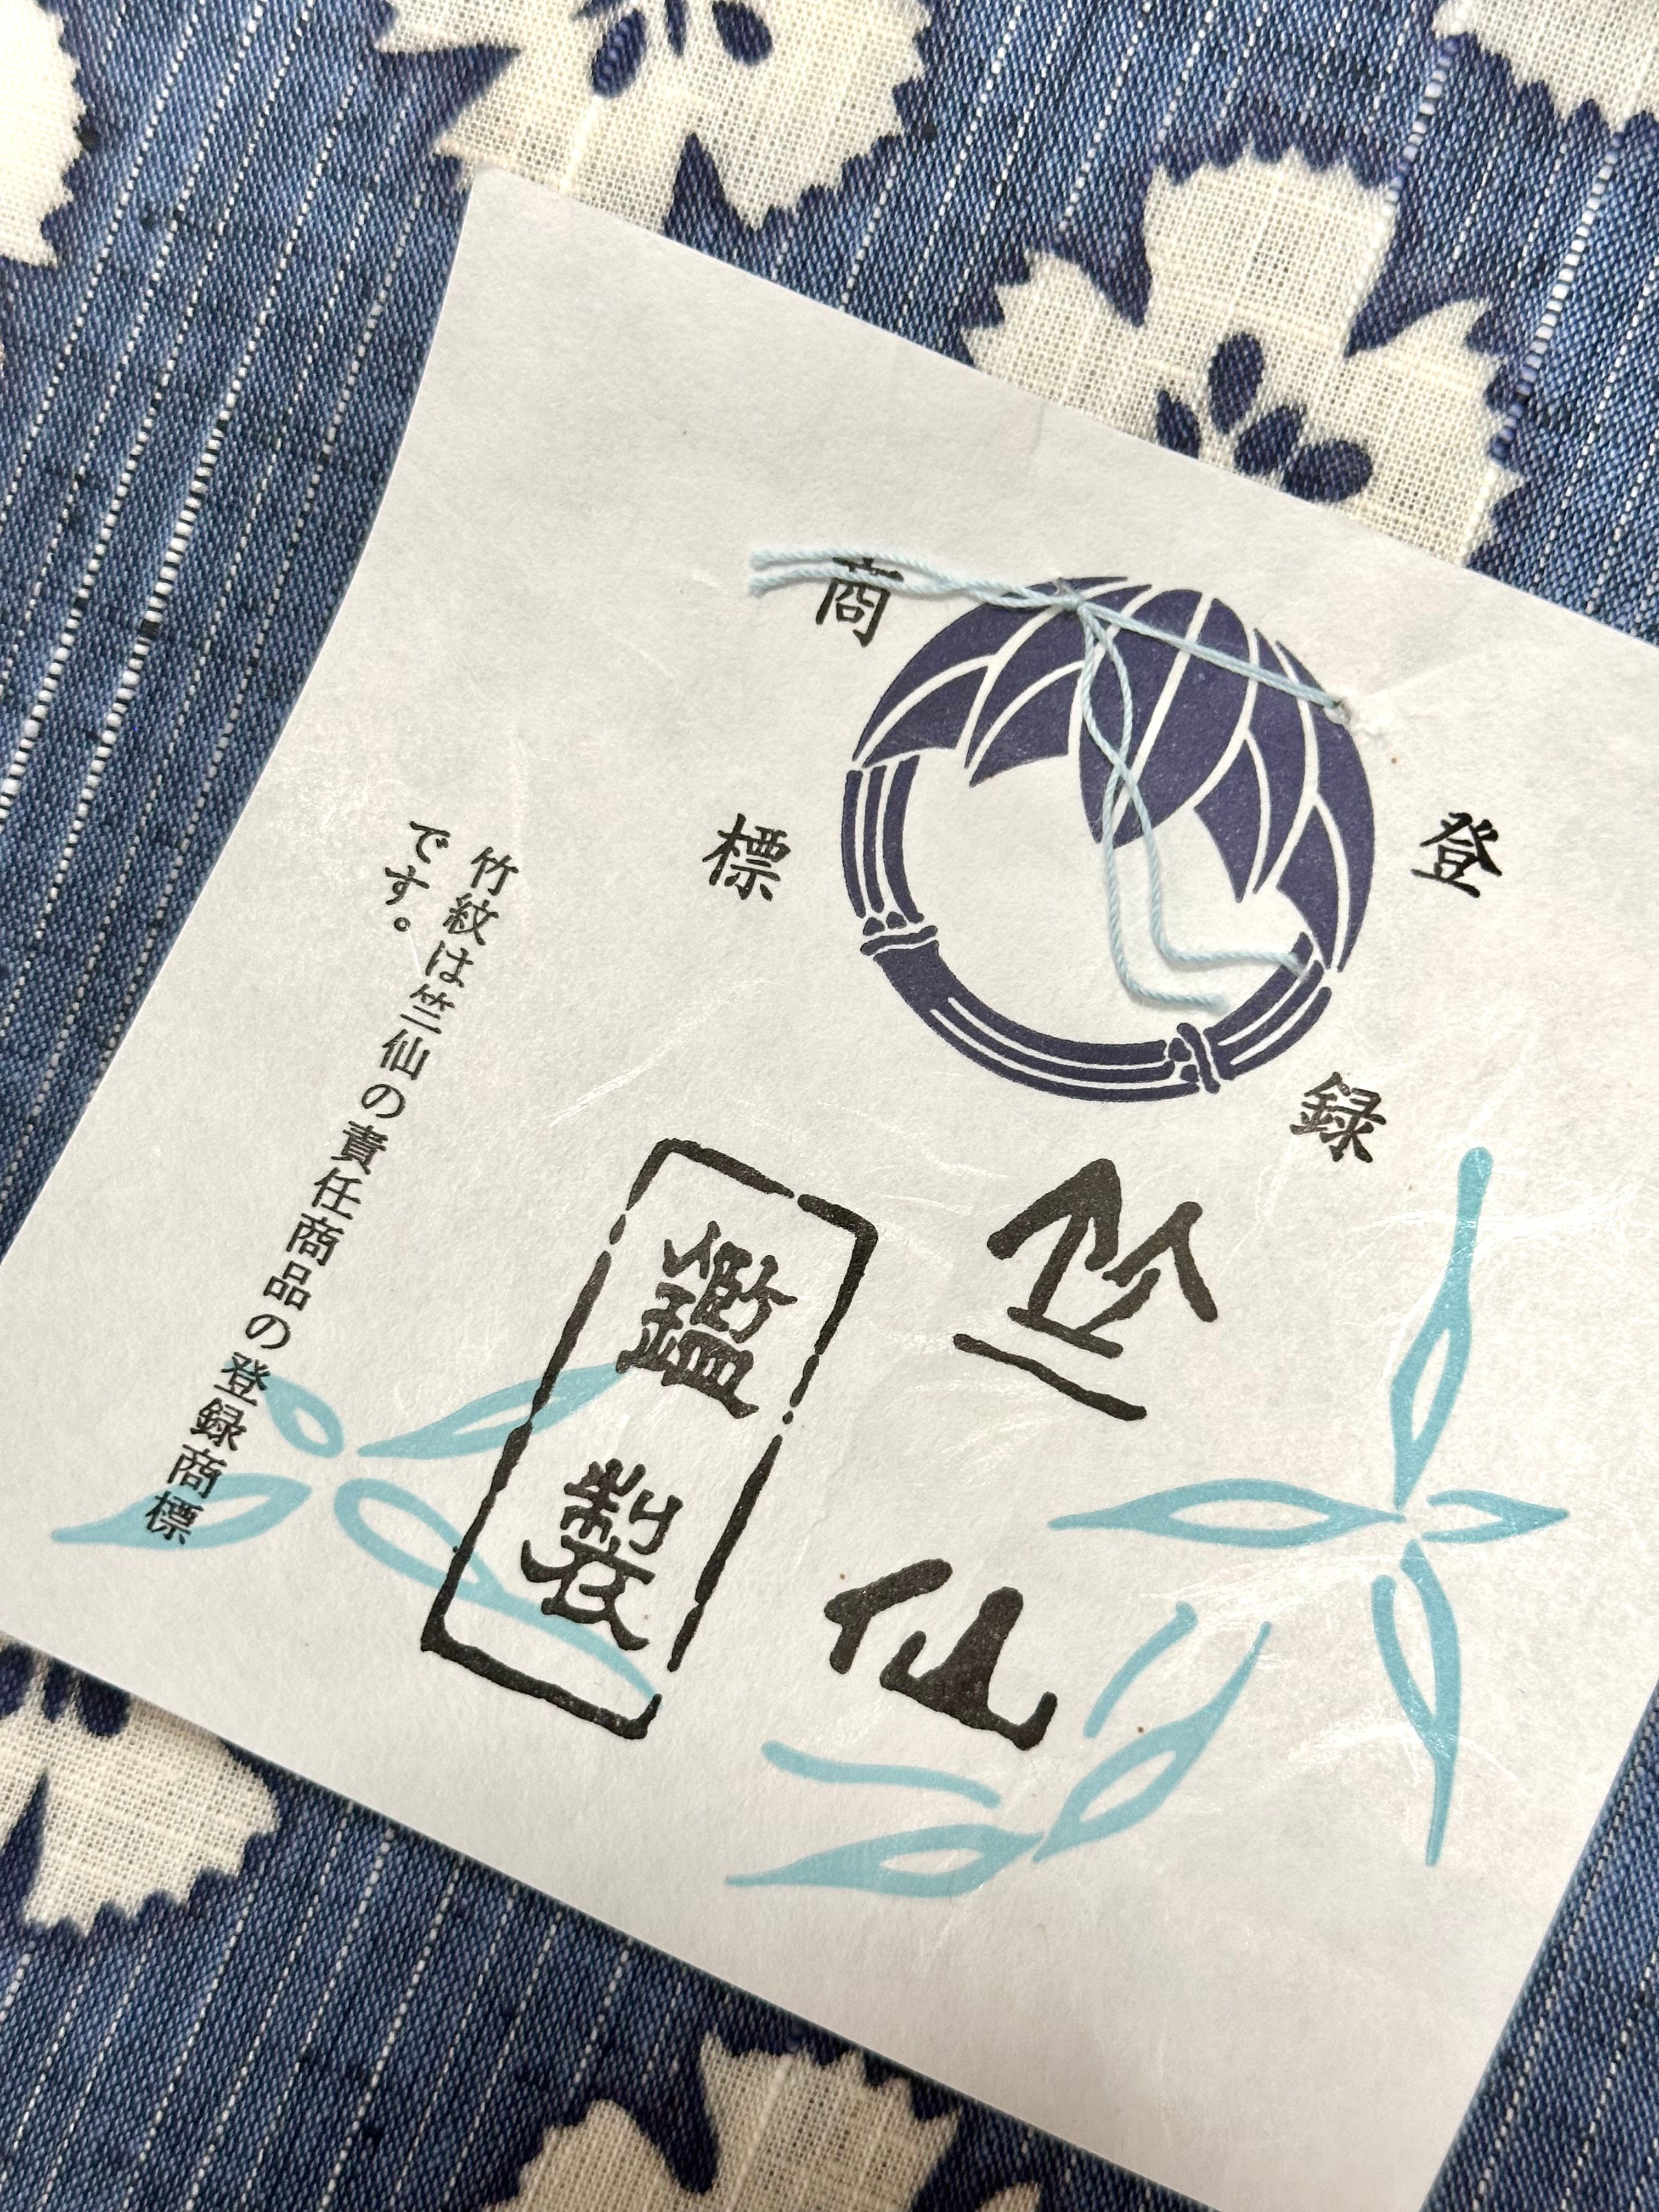 登録
商標
竺仙
鑑製
竹紋は竺仙の責任商品の登録商標
です。